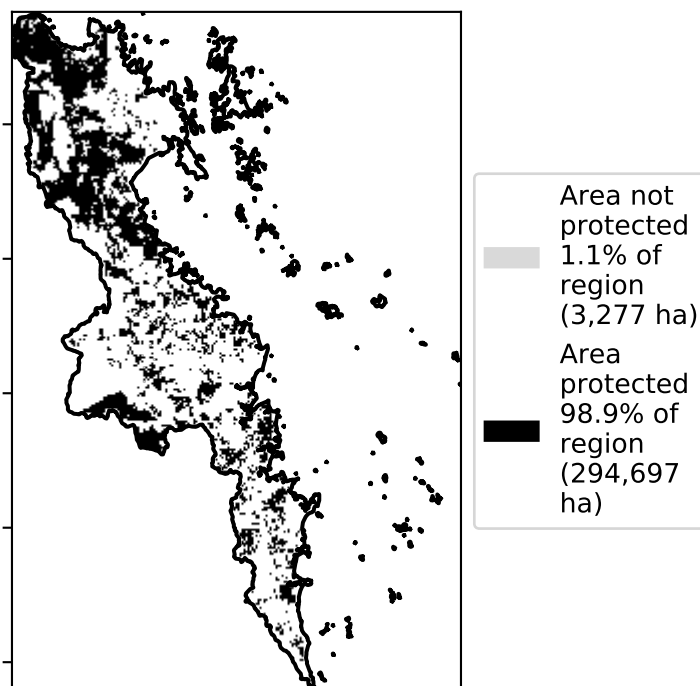 Area not
protected
1.1% of
region
(3,277 ha)
Area
protected
98.9% of
region
(294,697
ha)